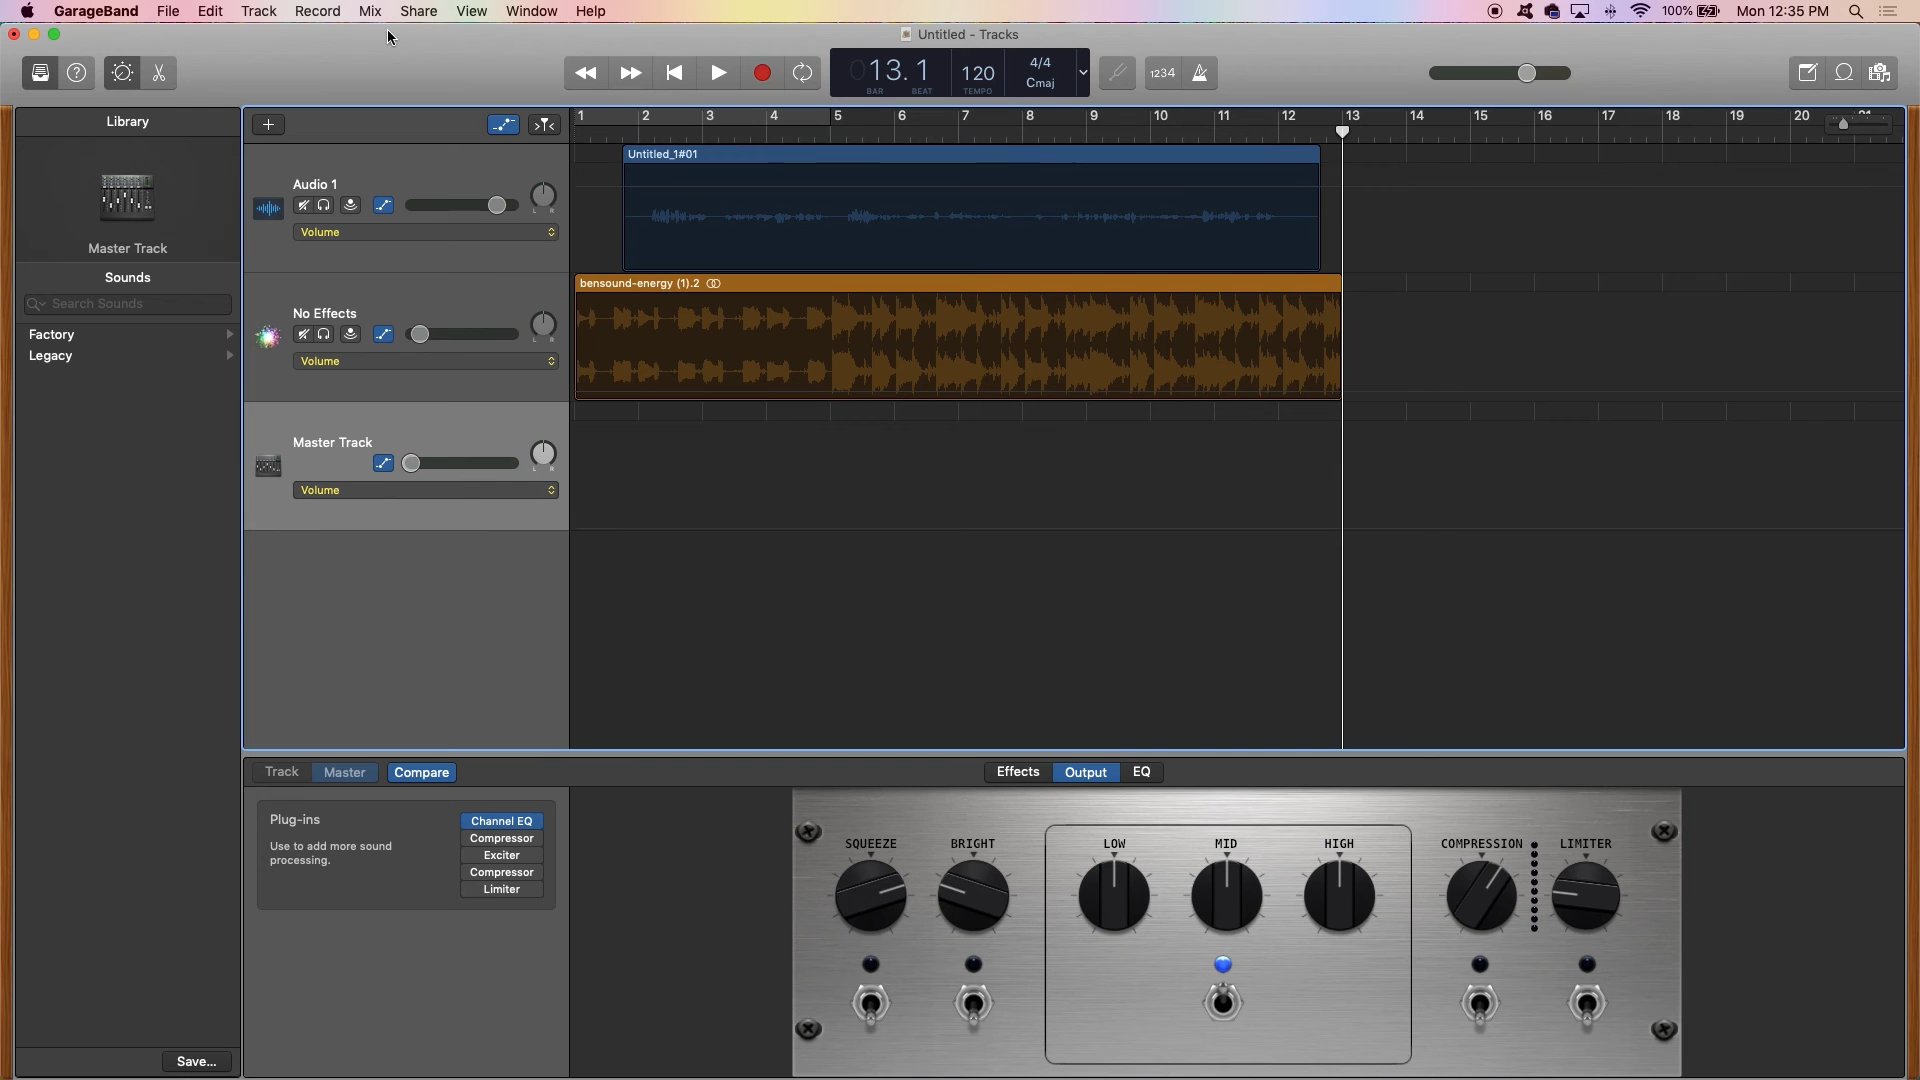 GarageBand File Edit Track Record Mix Share View Window Help 100% Mon 12:35 PM
Untitled - Tracks
13. 1 120 4/4 Cmaj 1234
BAR BEAT TEMPO
Library 1 2 3 4 5 6 7 8 9 10 11 12 13 14 15 16 17 18 19 20
Untitled_1#01
Audio 1
L R
Volume
Master Track
Sounds
Search Sounds
Factory
Legacy
bensound-energy (1).2
No Effects
L R
Volume
Master Track
L R
Volume
Track Master Compare Effects Output EQ
Plug-ins
Use to add more sound
processing.
Channel EQ
Compressor
Exciter
Compressor
Limiter
SQUEEZE BRIGHT LOW MID HIGH COMPRESSION LIMITER
Save...